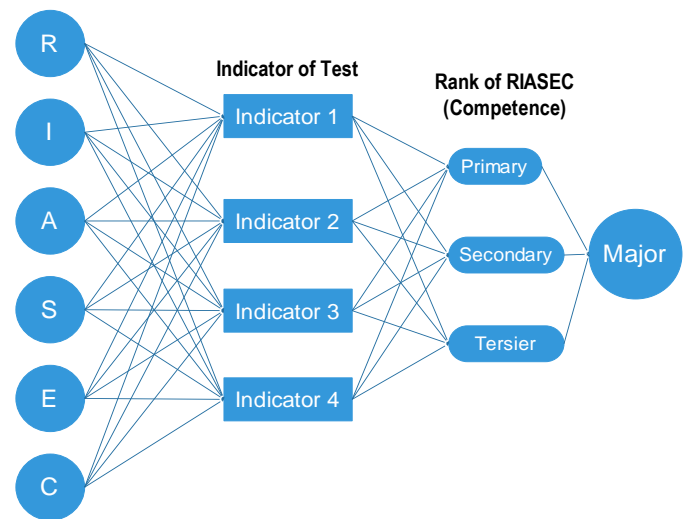 R
I
A
S
E
C
Indicator of Test
Indicator 1
Indicator 2
Indicator 3
Indicator 4
Rank of RIASEC
(Competence)
Primary
Secondary
Tersier
Major